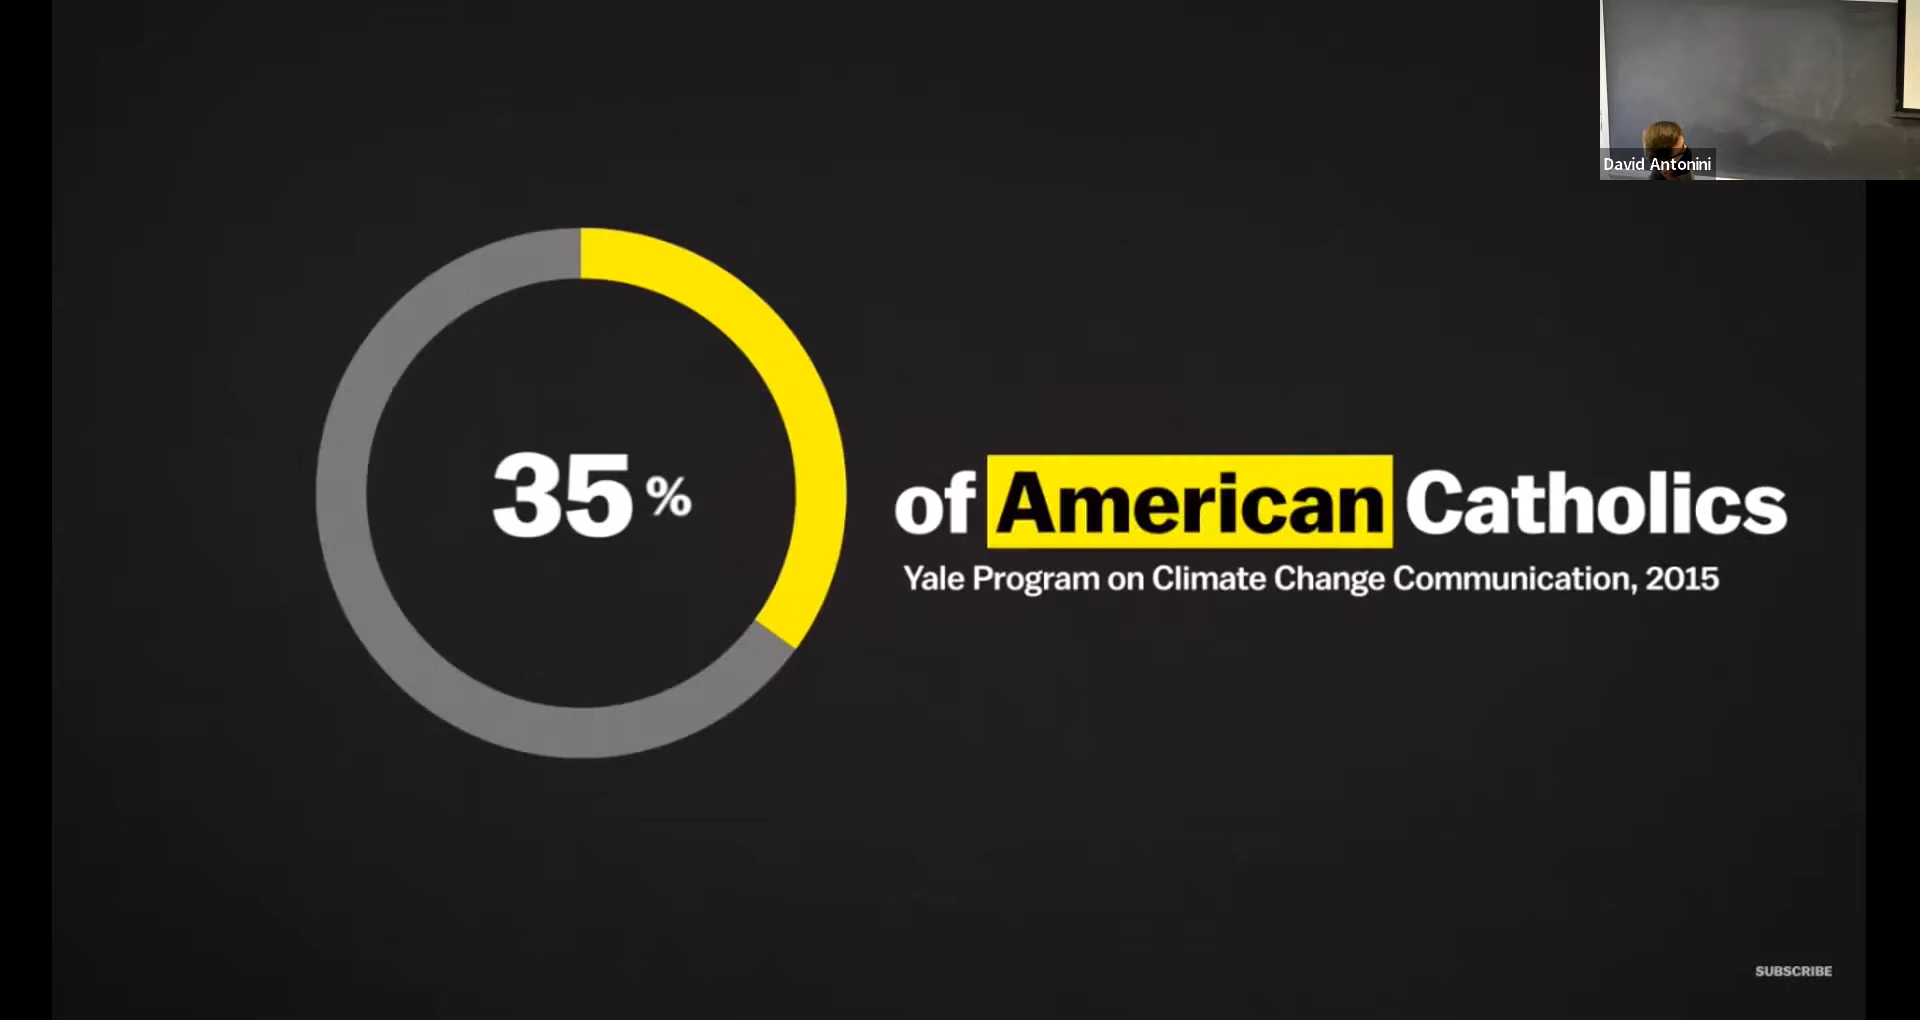 David Antonini
35 %
of American Catholics
Yale Program on Climate Change Communication, 2015
SUBSCRIBE